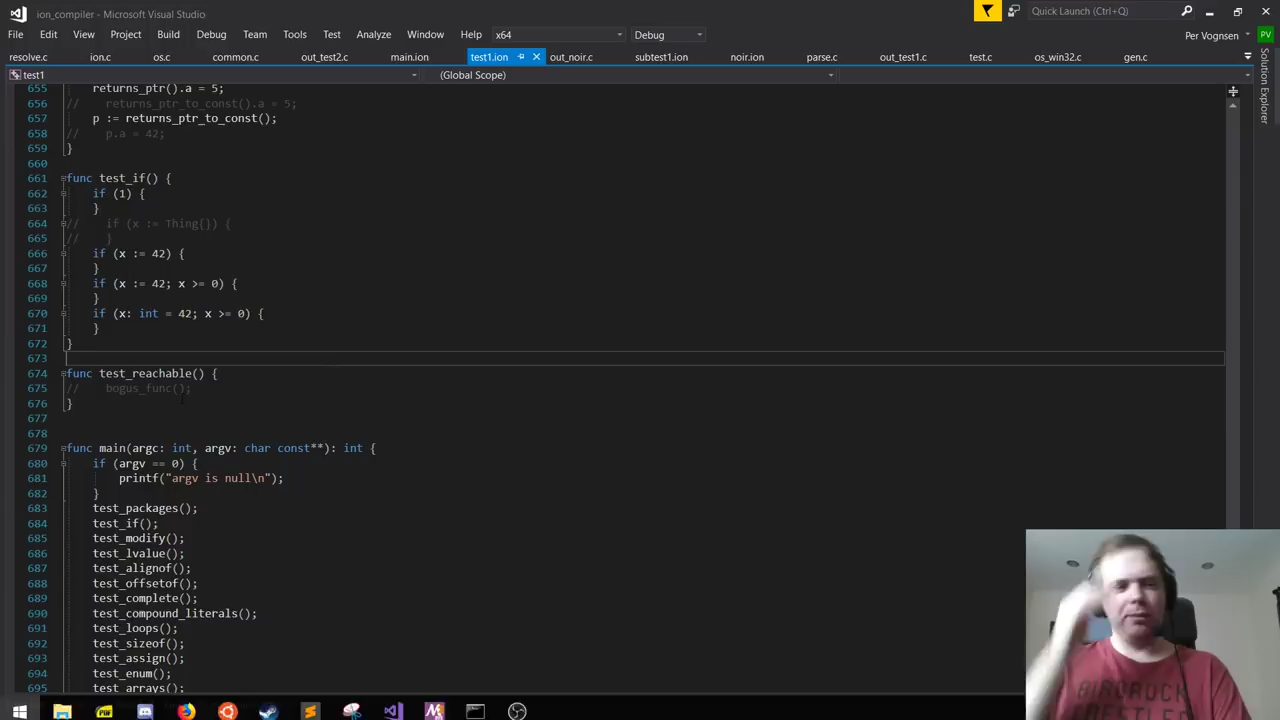 ion_compiler - Microsoft Visual Studio
Quick Launch (Ctrl+Q)
File Edit View Project Build Debug Team Tools Test Analyze Window Help x64 Debug
Per Vognsen PV
resolve.c ion.c os.c common.c out_test2.c main.ion test1.ion out_noir.c subtest1.ion noir.ion parse.c out_test1.c test.c os_win32.c gen.c
Solution Explorer
test1 (Global Scope)
655 returns_ptr().a = 5;
656 // returns_ptr_to_const().a = 5;
657 p := returns_ptr_to_const();
658 // p.a = 42;
659 }
660
661 func test_if() {
662 if (1) {
663 }
664 // if (x := Thing{}) {
665 // }
666 if (x := 42) {
667 }
668 if (x := 42; x >= 0) {
669 }
670 if (x: int = 42; x >= 0) {
671 }
672 }
673
674 func test_reachable() {
675 // bogus_func();
676 }
677
678
679 func main(argc: int, argv: char const**): int {
680 if (argv == 0) {
681 printf("argv is null\n");
682 }
683 test_packages();
684 test_if();
685 test_modify();
686 test_lvalue();
687 test_alignof();
688 test_offsetof();
689 test_complete();
690 test_compound_literals();
691 test_loops();
692 test_sizeof();
693 test_assign();
694 test_enum();
695 test_arrays();